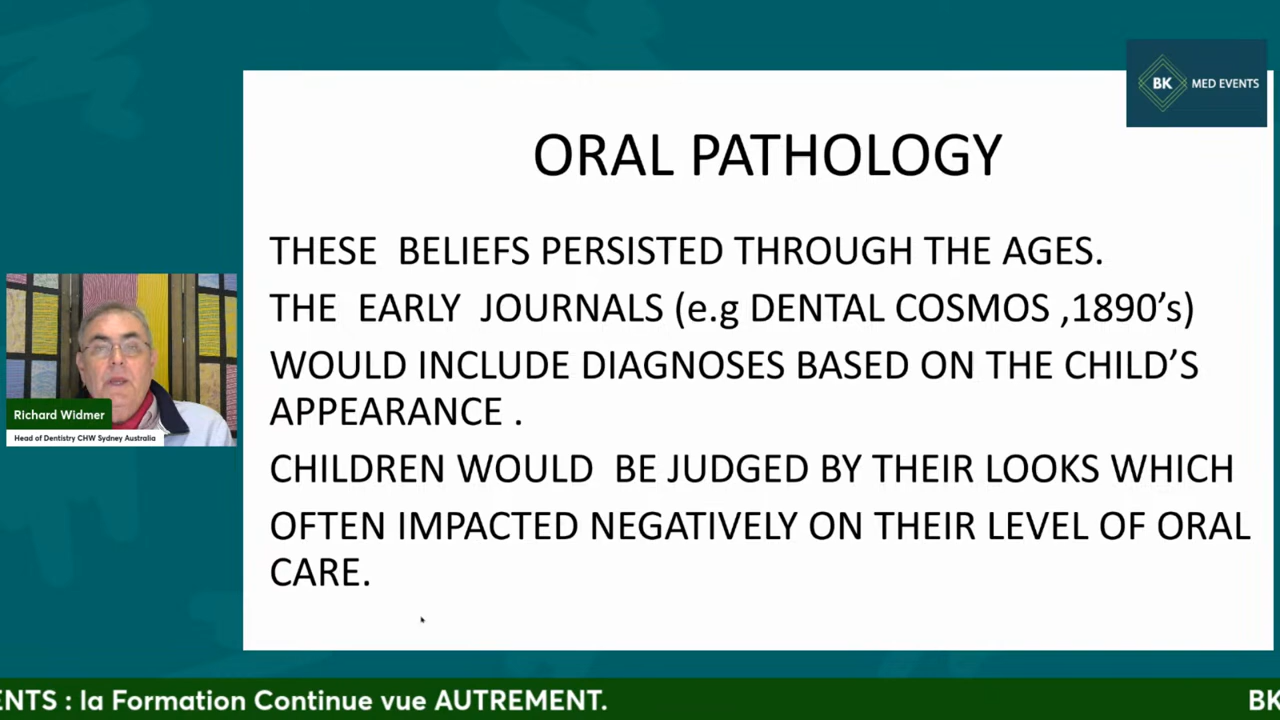 BK MED EVENTS
ORAL PATHOLOGY
THESE BELIEFS PERSISTED THROUGH THE AGES.
THE EARLY JOURNALS (e.g DENTAL COSMOS ,1890’s)
WOULD INCLUDE DIAGNOSES BASED ON THE CHILD’S
APPEARANCE .
CHILDREN WOULD BE JUDGED BY THEIR LOOKS WHICH
OFTEN IMPACTED NEGATIVELY ON THEIR LEVEL OF ORAL
CARE.
Richard Widmer
Head of Dentistry CHW Sydney Australia
ENTS : la Formation Continue vue AUTREMENT.
BK